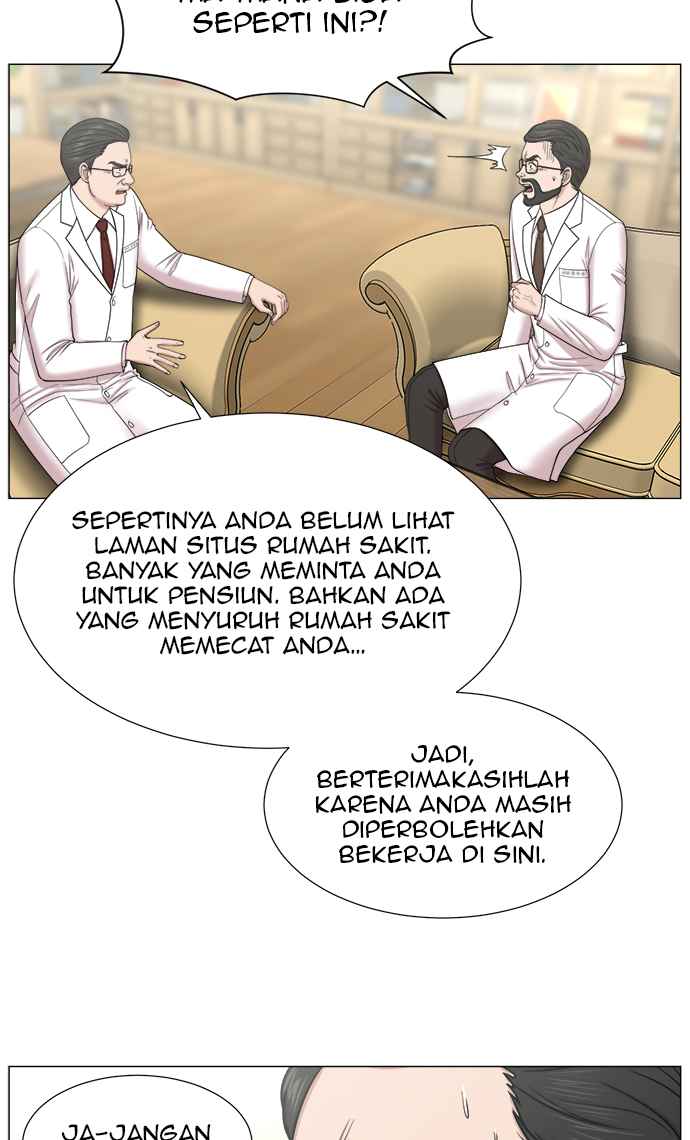 SEPERTI INI?!
SEPERTINYA ANDA BELUM LIHAT
LAMAN SITUS RUMAH SAKIT.
BANYAK YANG MEMINTA ANDA
UNTUK PENSIUN. BAHKAN ADA
YANG MENYURUH RUMAH SAKIT
MEMECAT ANDA...
JADI,
BERTERIMAKASIHLAH
KARENA ANDA MASIH
DIPERBOLEHKAN
BEKERJA DI SINI.
JA-JANGAN